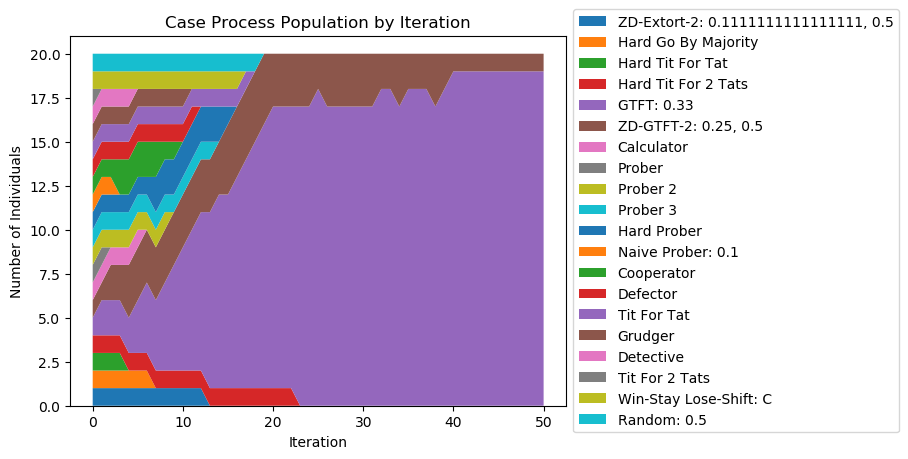 Case Process Population by Iteration
20.0
17.5
15.0
12.5
10.0
7.5
5.0
2.5
0.0
Number of Individuals
0 10 20 30 40 50
Iteration
ZD-Extort-2: 0.1111111111111111, 0.5
Hard Go By Majority
Hard Tit For Tat
Hard Tit For 2 Tats
GTFT: 0.33
ZD-GTFT-2: 0.25, 0.5
Calculator
Prober
Prober 2
Prober 3
Hard Prober
Naive Prober: 0.1
Cooperator
Defector
Tit For Tat
Grudger
Detective
Tit For 2 Tats
Win-Stay Lose-Shift: C
Random: 0.5